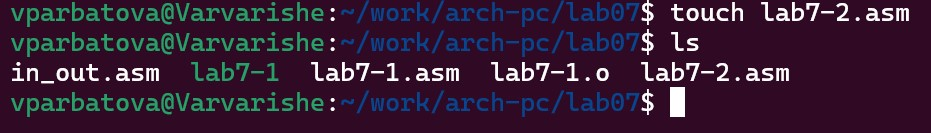 vparbatova@Varvarishe:~/work/arch-pc/lab07$ touch lab7-2.asm
vparbatova@Varvarishe:~/work/arch-pc/lab07$ ls
in_out.asm  lab7-1  lab7-1.asm  lab7-1.o  lab7-2.asm
vparbatova@Varvarishe:~/work/arch-pc/lab07$